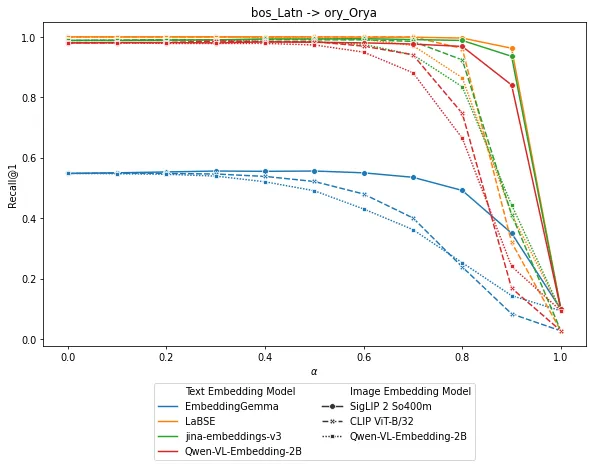 bos_Latn -> ory_Orya
Recall@1
1.0
0.8
0.6
0.4
0.2
0.0
0.0 0.2 0.4 0.6 0.8 1.0
α
Text Embedding Model Image Embedding Model
EmbeddingGemma SigLIP 2 So400m
LaBSE CLIP ViT-B/32
jina-embeddings-v3 Qwen-VL-Embedding-2B
Qwen-VL-Embedding-2B